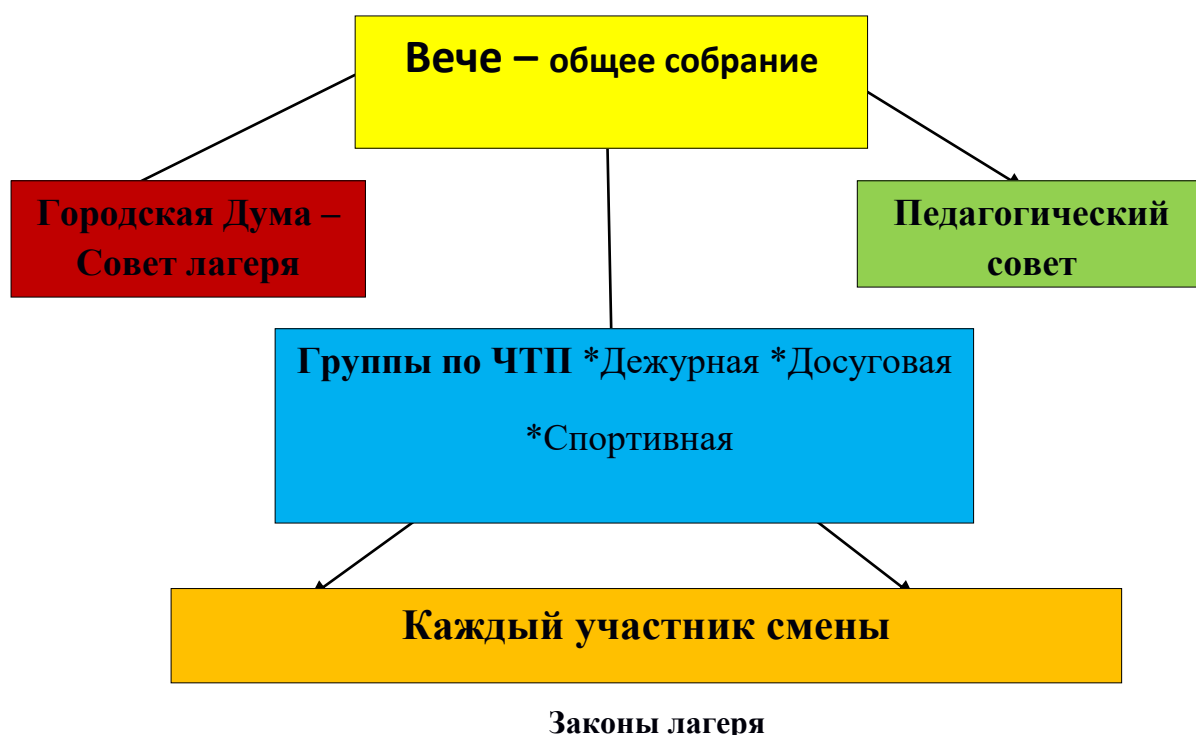 Вече – общее собрание
Городская Дума –
Совет лагеря
Педагогический
совет
Группы по ЧТП *Дежурная *Досуговая
*Спортивная
Каждый участник смены
Законы лагеря